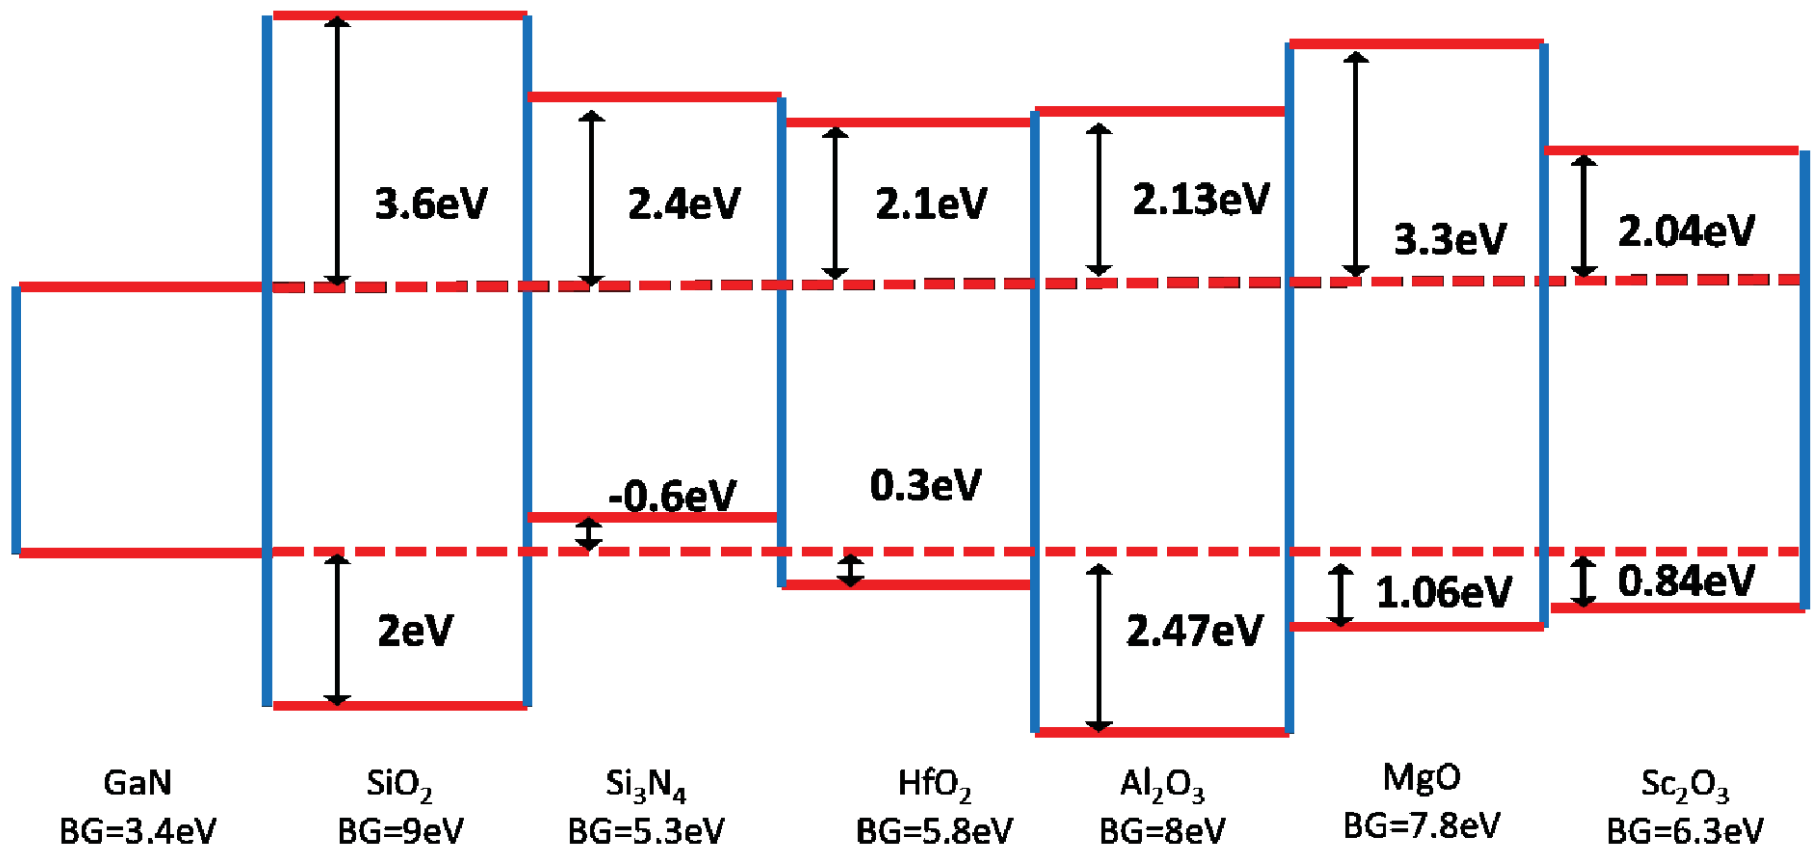 3.6eV
2.4eV
2.1eV
2.13eV
3.3eV
2.04eV
-0.6eV
0.3eV
2eV
2.47eV
1.06eV
0.84eV
GaN
BG=3.4eV
SiO₂
BG=9eV
Si₃N₄
BG=5.3eV
HfO₂
BG=5.8eV
Al₂O₃
BG=8eV
MgO
BG=7.8eV
Sc₂O₃
BG=6.3eV